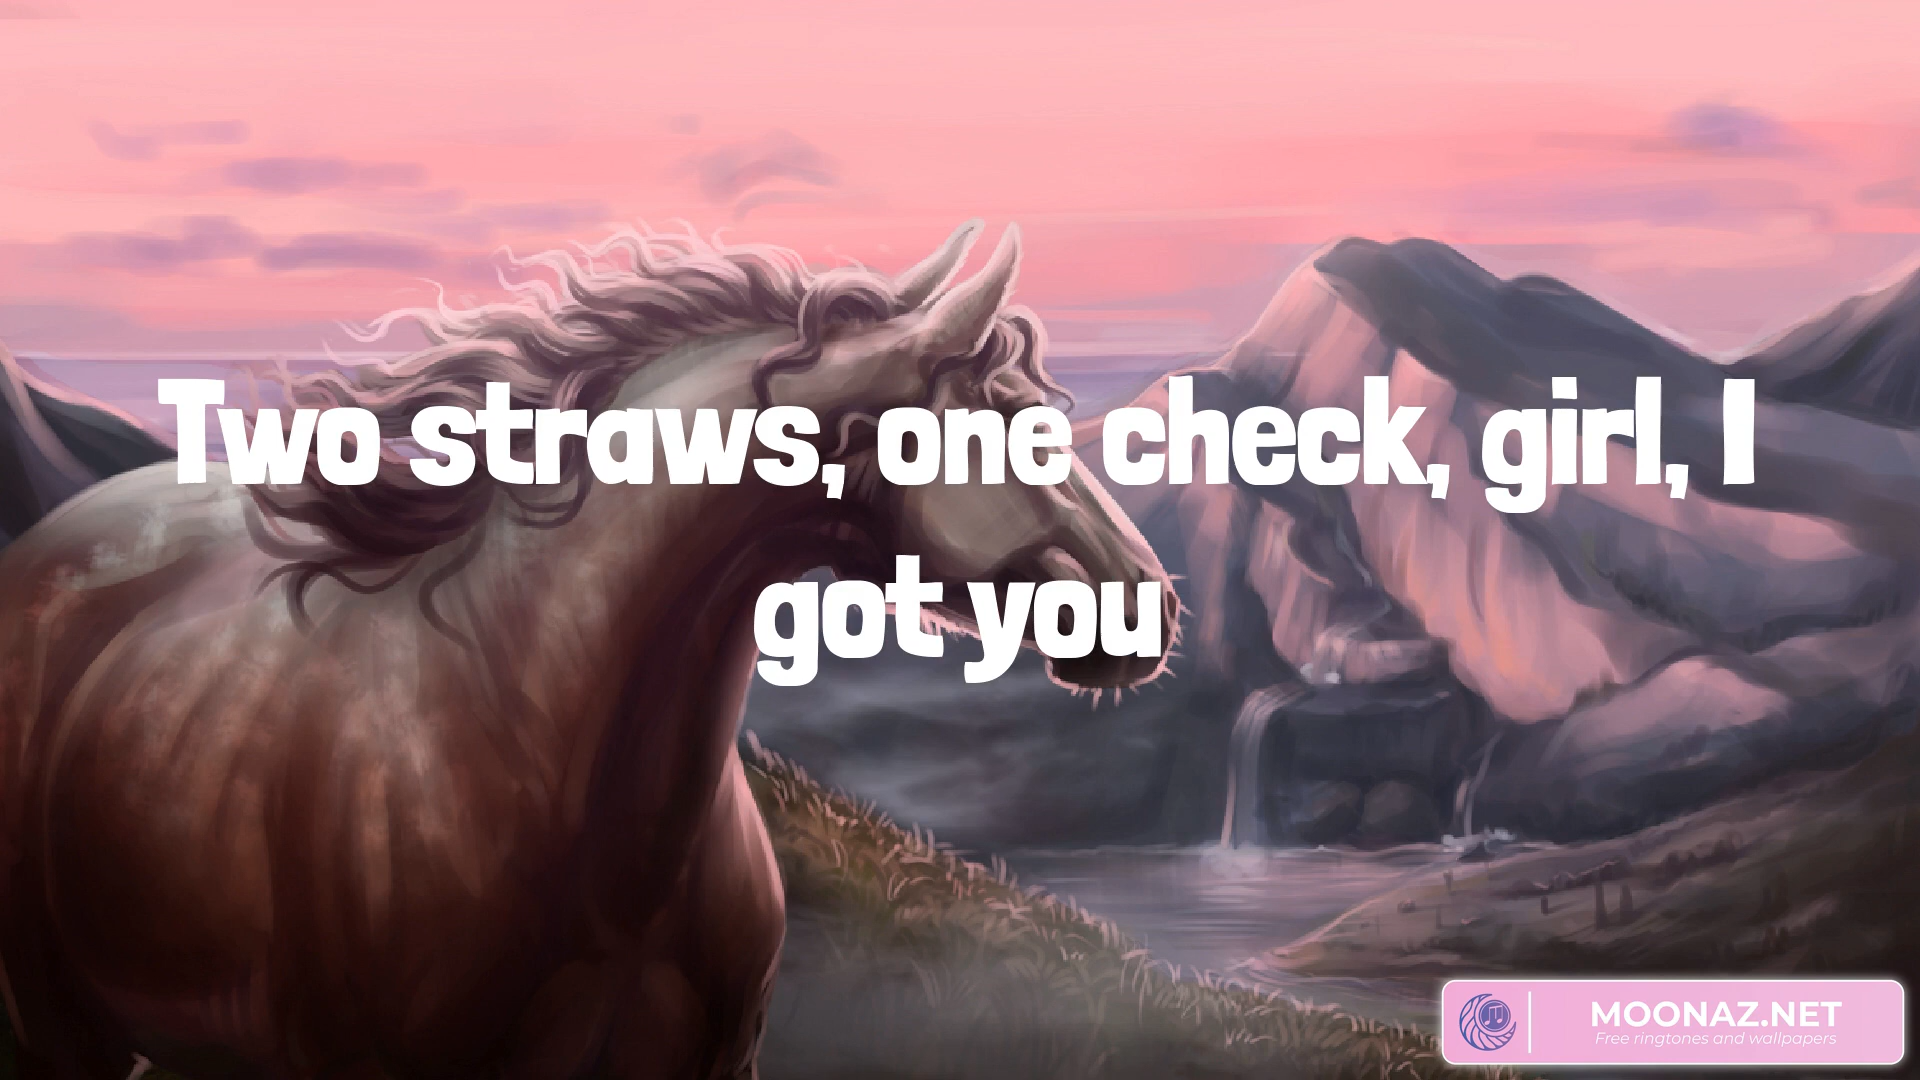 Two straws, one check, girl, I
got you
MOONAZ.NET
Free ringtones and wallpapers